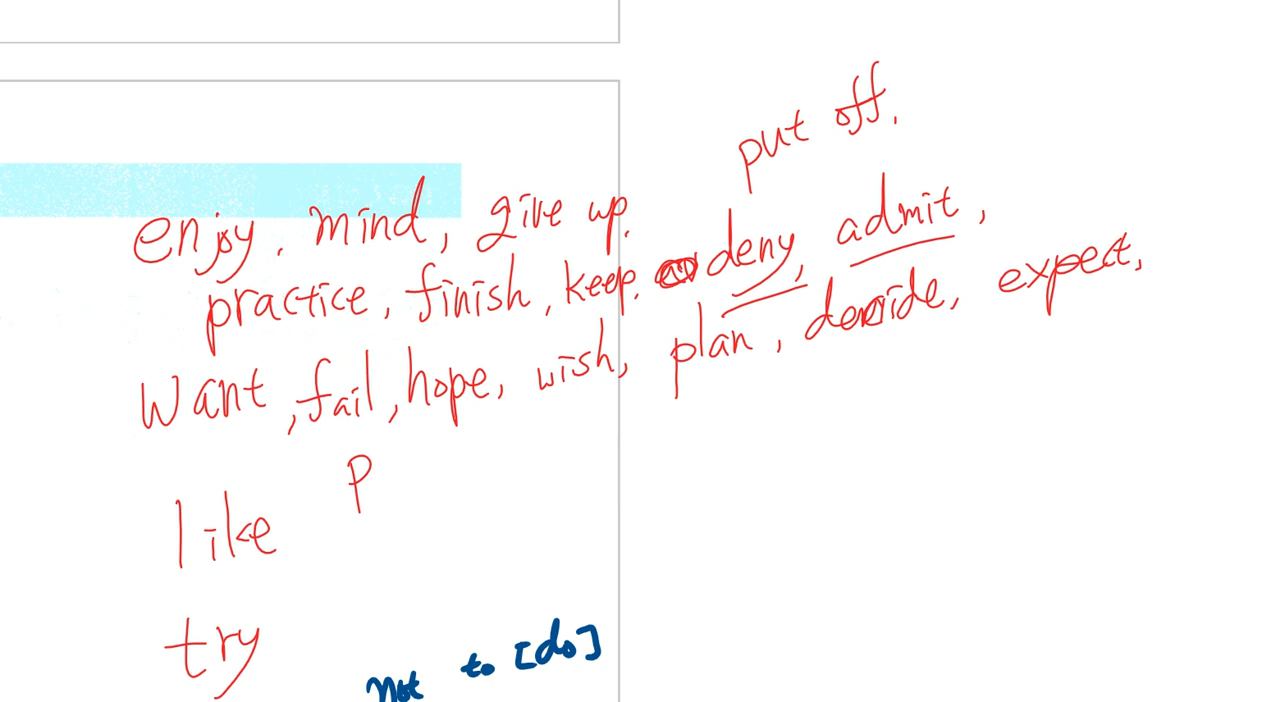 put off,
enjoy, mind, give up,
practice, finish, keep, deny, admit,
want, fail, hope, wish, plan, decide, expect,
p
like
try
not to [do]